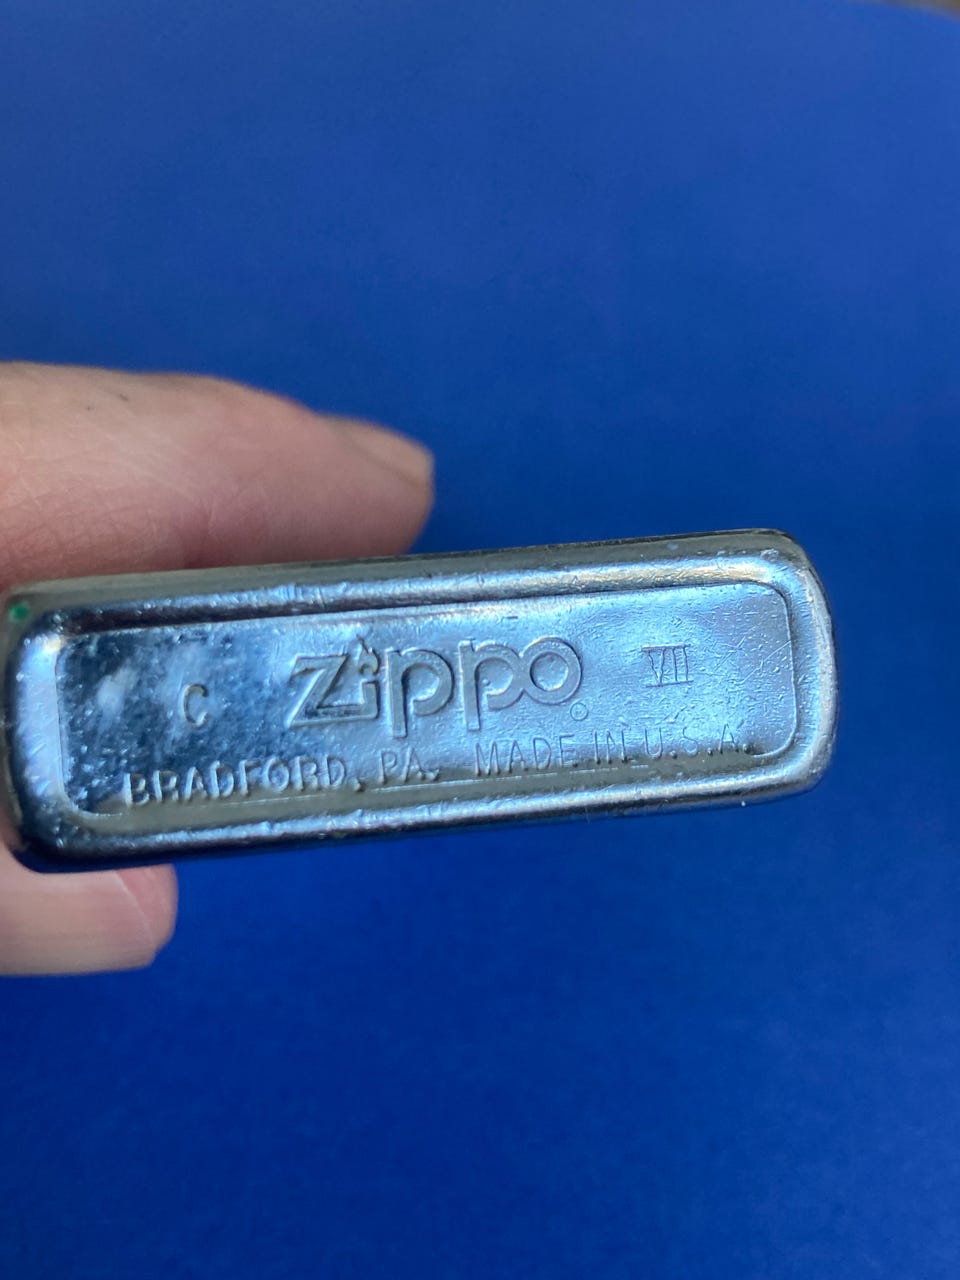 C Zippo® VII
BRADFORD, PA. MADE IN U.S.A.